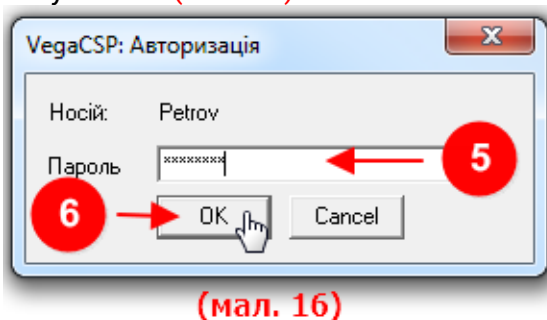 VegaCSP: Авторизація
Носій: Petrov
Пароль ******** 5
6 OK Cancel
(мал. 16)